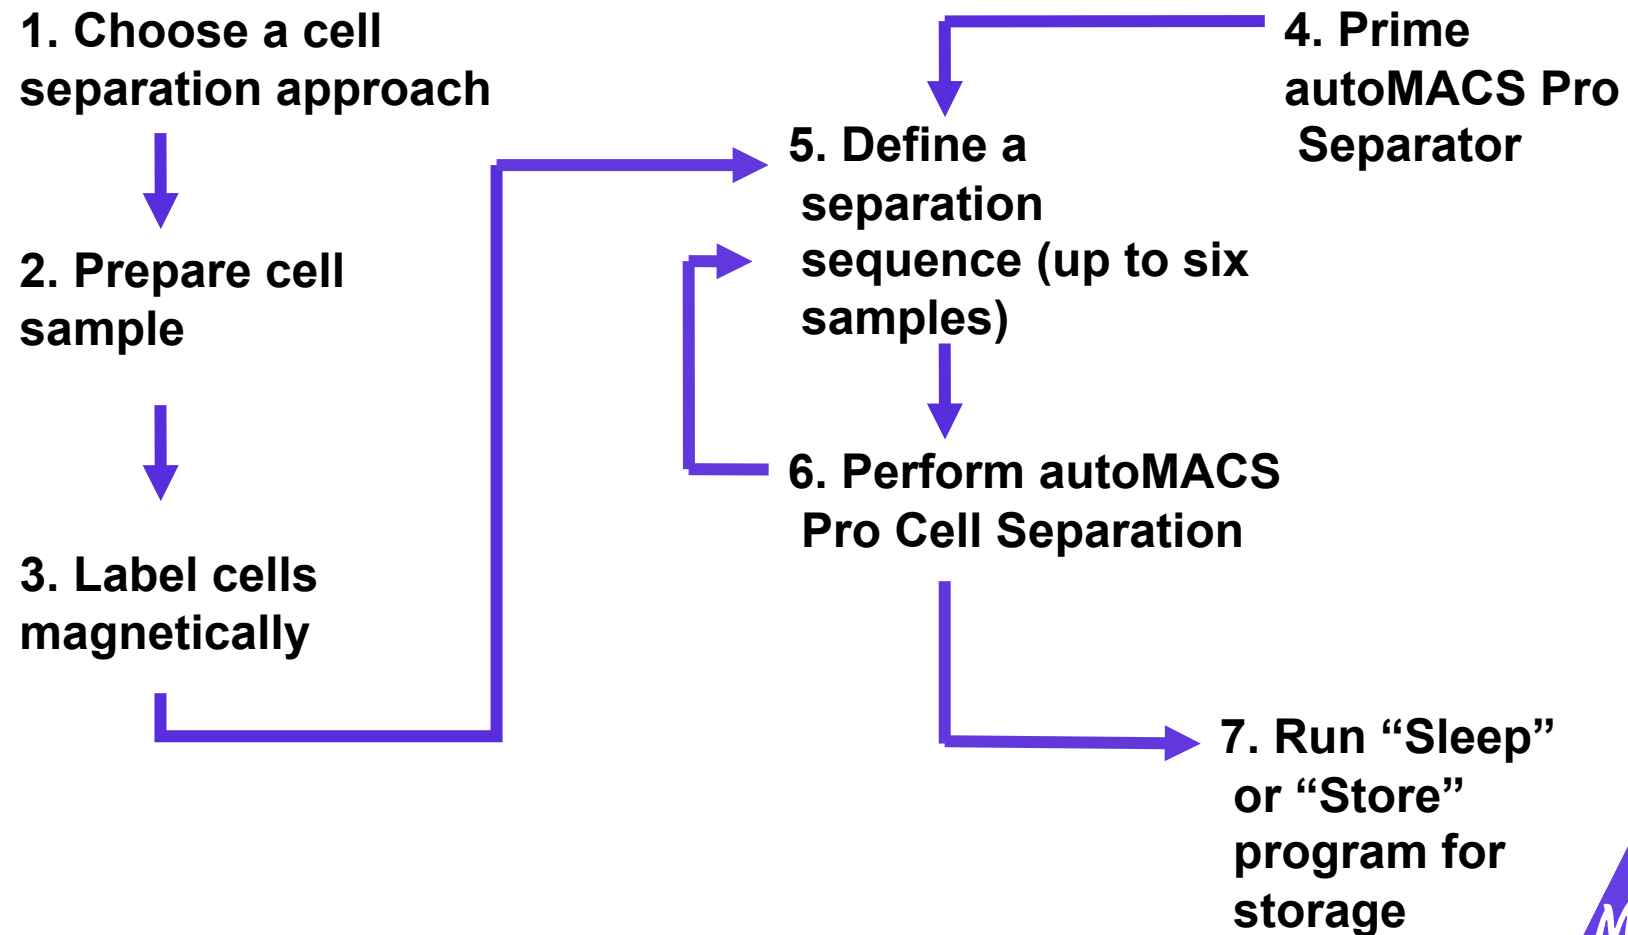 1. Choose a cell
separation approach
2. Prepare cell
sample
3. Label cells
magnetically
4. Prime
autoMACS Pro
Separator
5. Define a
separation
sequence (up to six
samples)
6. Perform autoMACS
Pro Cell Separation
7. Run “Sleep”
or “Store”
program for
storage